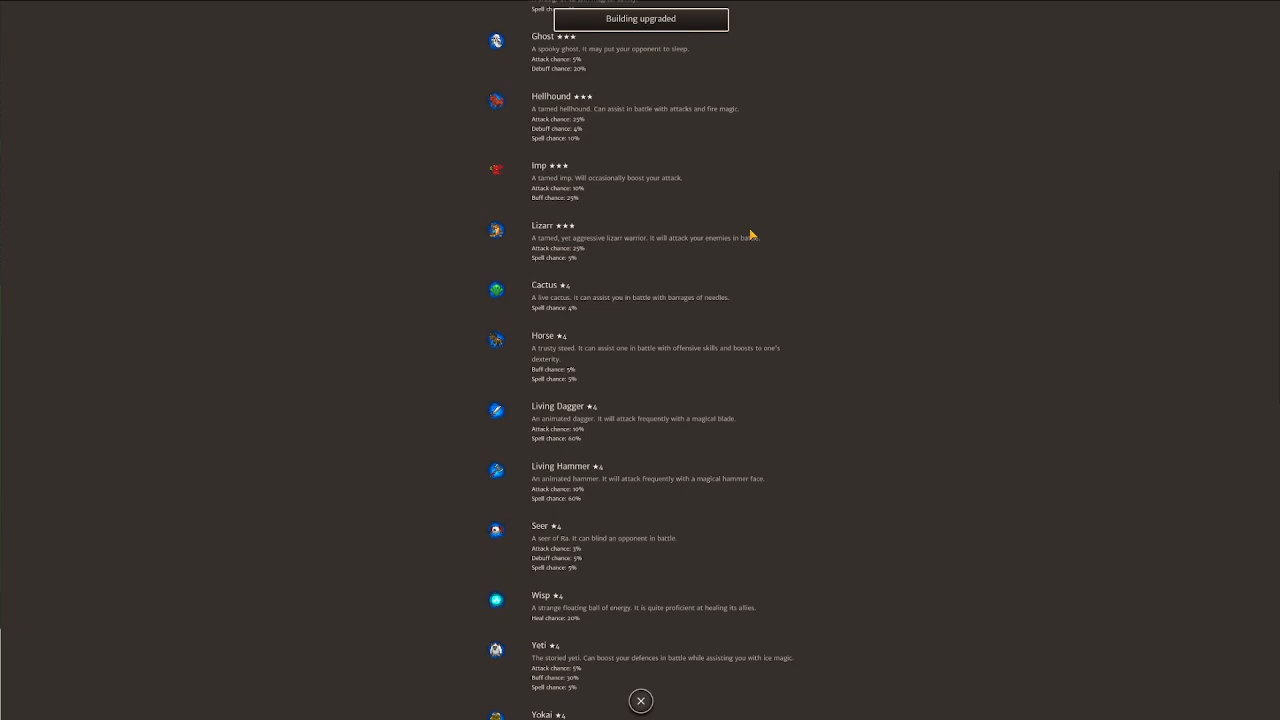 Spell
Building upgraded
Ghost ★★★
A spooky ghost. It may put your opponent to sleep.
Attack chance: 5%
Debuff chance: 20%
Hellhound ★★★
A tamed hellhound. Can assist in battle with attacks and fire magic.
Attack chance: 25%
Debuff chance: 4%
Spell chance: 10%
Imp ★★★
A tamed imp. Will occasionally boost your attack.
Attack chance: 10%
Buff chance: 25%
Lizarr ★★★
A tamed, yet aggressive lizarr warrior. It will attack your enemies in
Attack chance: 25%
Spell chance: 5%
Cactus ★4
A live cactus. It can assist you in battle with barrages of needles.
Spell chance: 4%
Horse ★4
A trusty steed. It can assist one in battle with offensive skills and boosts to one's
dexterity.
Buff chance: 5%
Spell chance: 5%
Living Dagger ★4
An animated dagger. It will attack frequently with a magical blade.
Attack chance: 10%
Spell chance: 60%
Living Hammer ★4
An animated hammer. It will attack frequently with a magical hammer face.
Attack chance: 10%
Spell chance: 60%
Seer ★4
A seer of Ra. It can blind an opponent in battle.
Attack chance: 3%
Debuff chance: 5%
Spell chance: 5%
Wisp ★4
A strange floating ball of energy. It is quite proficient at healing its allies.
Heal chance: 20%
Yeti ★4
The storied yeti. Can boost your defences in battle while assisting you with ice magic.
Attack chance: 5%
Buff chance: 30%
Spell chance: 5%
Yokai ★4